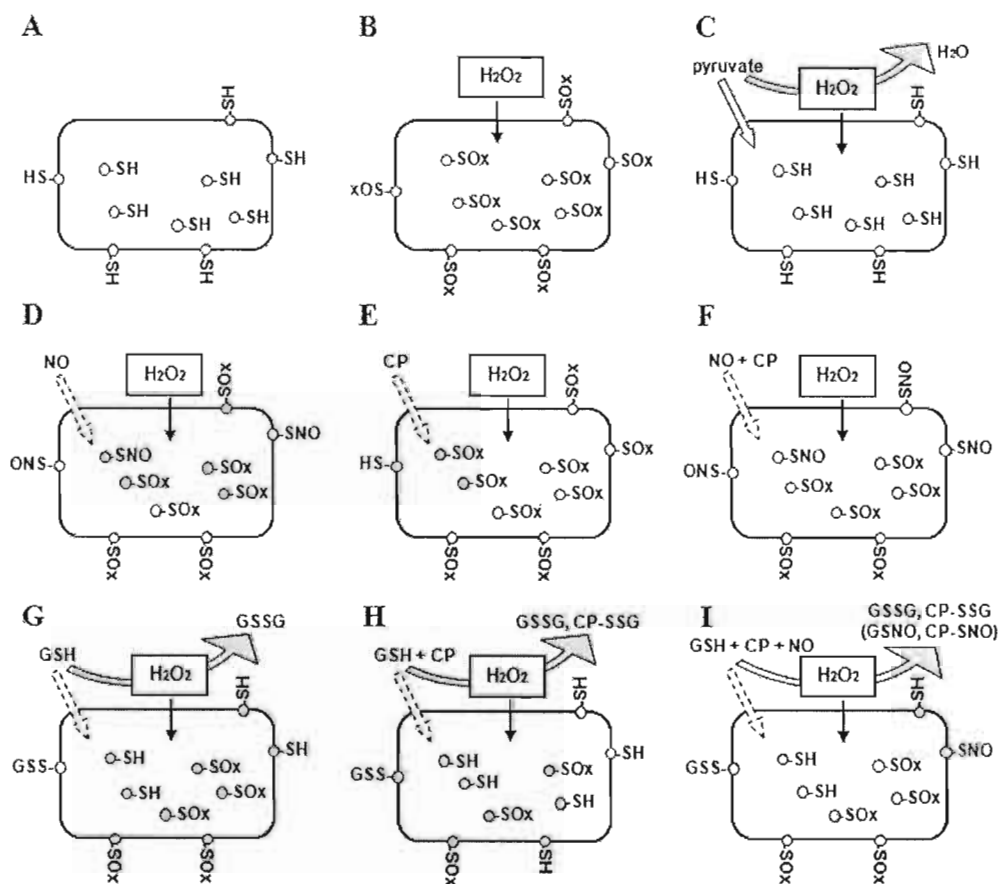 A
SH
SH
HS
SH
SH
SH
SH
SH
SH
SH
B
H₂O₂
SOx
SOx
SOx
xOS
SOx
SOx
SOx
SOx
SOx
SOx
C
pyruvate
H₂O₂
H₂O
SH
SH
SH
HS
SH
SH
SH
SH
SH
SH
D
NO
H₂O₂
SOx
SNO
ONS
SNO
SOx
SOx
SOx
SOx
SOx
SOx
E
CP
H₂O₂
SOx
SOx
HS
SOx
SOx
SOx
SOx
SOx
SOx
SOx
F
NO + CP
H₂O₂
SNO
SNO
ONS
SNO
SOx
SOx
SOx
SOx
SOx
SOx
G
GSH
H₂O₂
GSSG
SH
SH
GSS
SH
SOx
SH
SOx
SOx
SOx
SOx
H
GSH + CP
H₂O₂
GSSG, CP-SSG
SH
SH
GSS
SH
SOx
SH
SH
SOx
SOx
SH
I
GSH + CP + NO
H₂O₂
GSSG, CP-SSG
(GSNO, CP-SNO)
SH
SNO
GSS
SH
SOx
SH
SOx
SOx
SOx
SOx